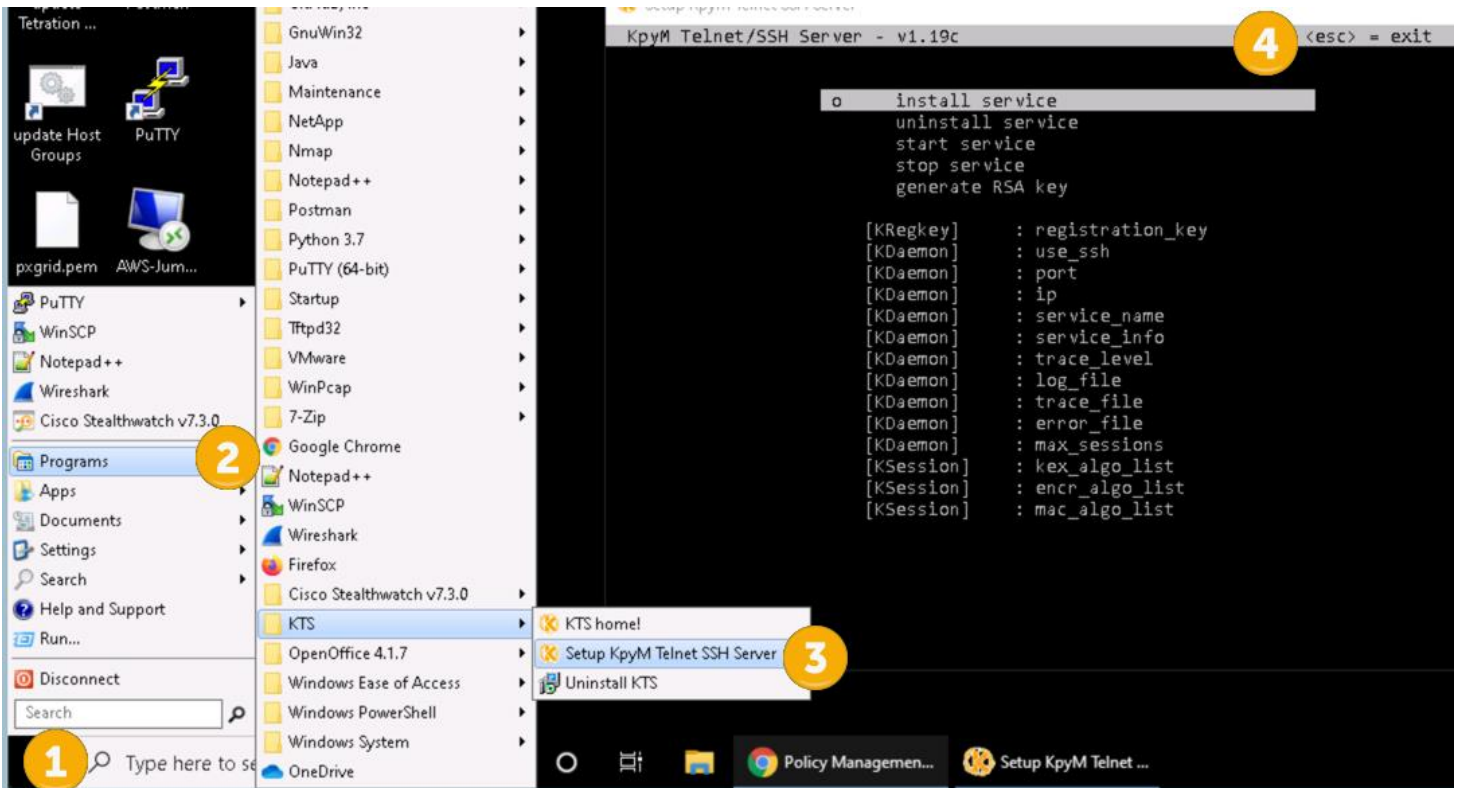 Tetration ...
update Host
Groups
PuTTY
pxgrid.pem
AWS-Jum...
PuTTY
WinSCP
Notepad++
Wireshark
Cisco Stealthwatch v7.3.0
2
Programs
Apps
Documents
Settings
Search
Help and Support
Run...
Disconnect
Search
1
Type here to se
GnuWin32
Java
Maintenance
NetApp
Nmap
Notepad++
Postman
Python 3.7
PuTTY (64-bit)
Startup
Tftpd32
VMware
WinPcap
7-Zip
Google Chrome
Notepad++
WinSCP
Wireshark
Firefox
Cisco Stealthwatch v7.3.0
KTS
OpenOffice 4.1.7
Windows Ease of Access
Windows PowerShell
Windows System
OneDrive
KTS home!
Setup KpyM Telnet SSH Server
3
Uninstall KTS
KpyM Telnet/SSH Server - v1.19c
4
<esc> = exit
o install service
uninstall service
start service
stop service
generate RSA key
[KRegkey] : registration_key
[KDaemon] : use_ssh
[KDaemon] : port
[KDaemon] : ip
[KDaemon] : service_name
[KDaemon] : service_info
[KDaemon] : trace_level
[KDaemon] : log_file
[KDaemon] : trace_file
[KDaemon] : error_file
[KDaemon] : max_sessions
[KSession] : kex_algo_list
[KSession] : encr_algo_list
[KSession] : mac_algo_list
Policy Managemen...
Setup KpyM Telnet ...